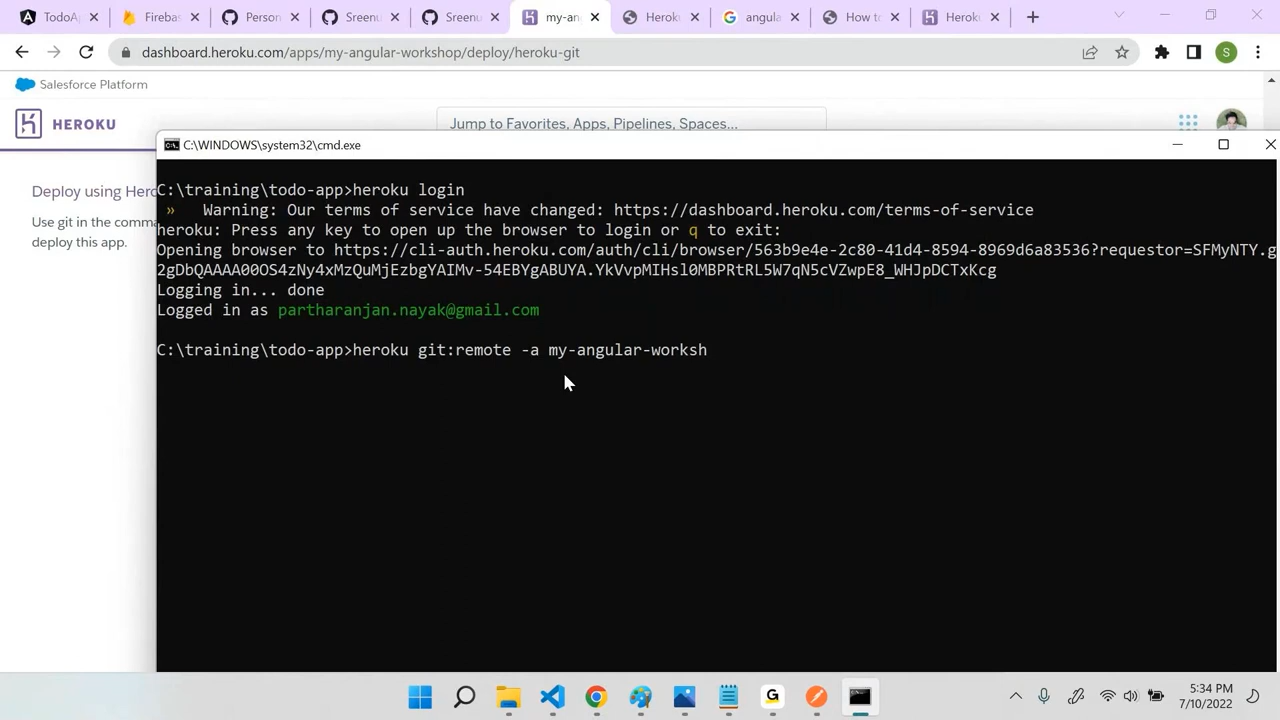 TodoA
Firebas
Person
Sreenu
Sreenu
my-an
Heroku
angula
How to
Heroku
dashboard.heroku.com/apps/my-angular-workshop/deploy/heroku-git
S
Salesforce Platform
HEROKU
Jump to Favorites, Apps, Pipelines, Spaces...
C:\WINDOWS\system32\cmd.exe
Deploy using Hero
Use git in the comma
deploy this app.
C:\training\todo-app>heroku login
» Warning: Our terms of service have changed: https://dashboard.heroku.com/terms-of-service
heroku: Press any key to open up the browser to login or q to exit:
Opening browser to https://cli-auth.heroku.com/auth/cli/browser/563b9e4e-2c80-41d4-8594-8969d6a83536?requestor=SFMyNTY.g
2gDbQAAAA00OS4zNy4xMzQuMjEzbgYAIMv-54EBYgABUYA.YkVvpMIHsl0MBPRtRL5W7qN5cVZwpE8_WHJpDCTxKcg
Logging in... done
Logged in as partharanjan.nayak@gmail.com
C:\training\todo-app>heroku git:remote -a my-angular-worksh
G
5:34 PM
7/10/2022